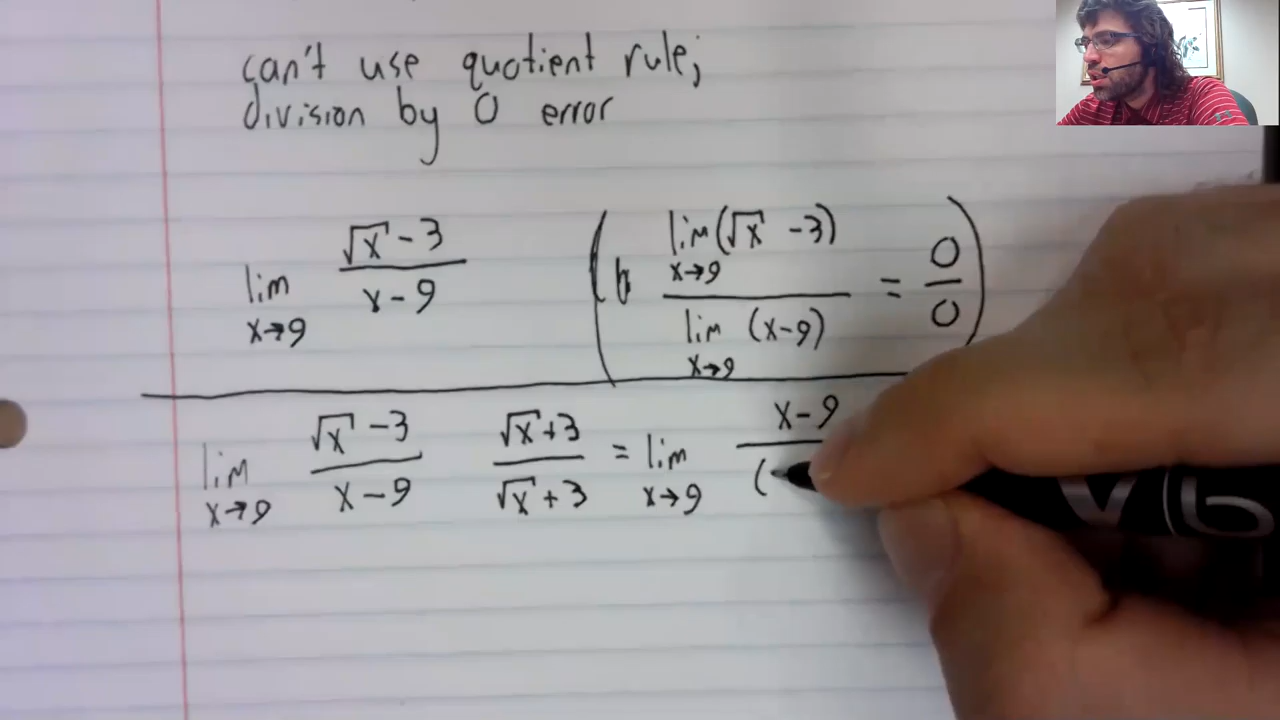 can't use quotient rule;
division by 0 error
lim x→9 (√x - 3)/(x - 9) ( lim x→9 (√x - 3) / lim x→9 (x-9) = 0/0 )
lim x→9 (√x - 3)/(x - 9) (√x + 3)/(√x + 3) = lim x→9 x-9 / (